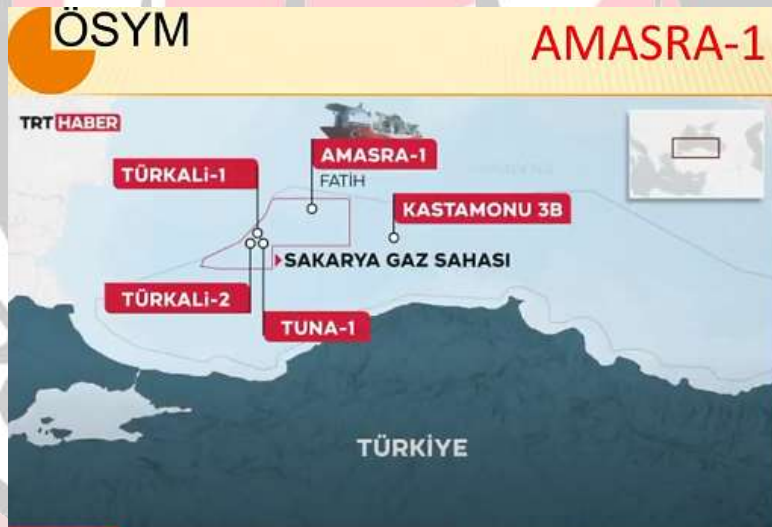 ÖSYM
AMASRA-1
TRT HABER
AMASRA-1
FATİH
TÜRKALİ-1
KASTAMONU 3B
SAKARYA GAZ SAHASI
TÜRKALİ-2
TUNA-1
TÜRKİYE